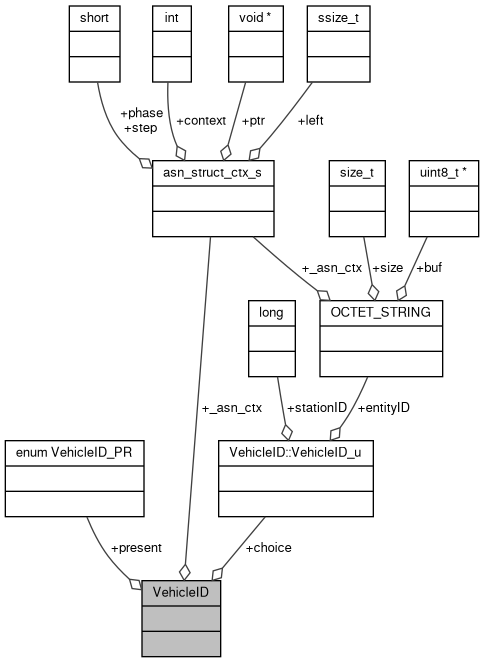 short
int
void *
ssize_t
+phase
+step
+context
+ptr
+left
asn_struct_ctx_s
size_t
uint8_t *
+_asn_ctx
+size
+buf
long
OCTET_STRING
+_asn_ctx
+stationID
+entityID
enum VehicleID_PR
VehicleID::VehicleID_u
+present
+choice
VehicleID